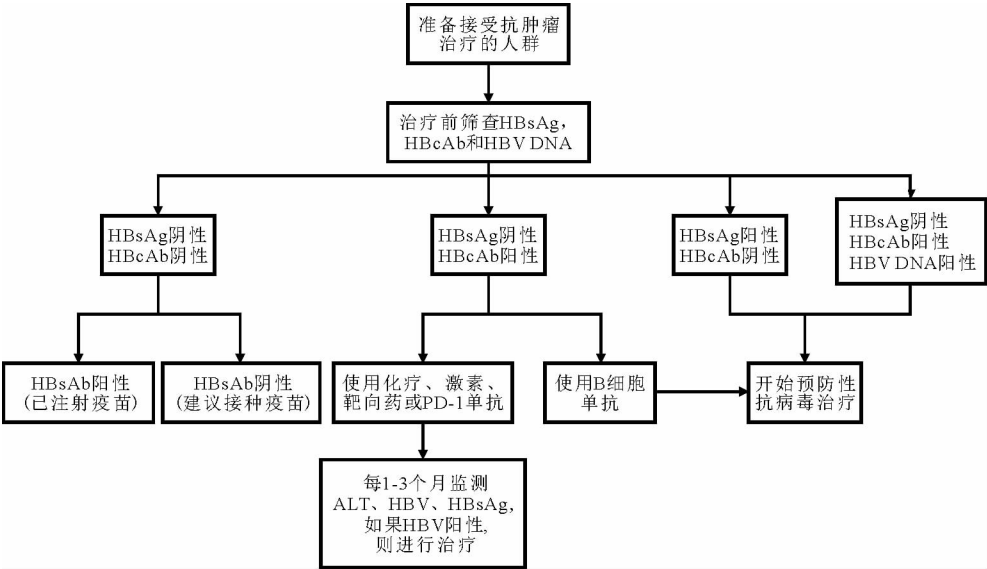 准备接受抗肿瘤
治疗的人群
治疗前筛查HBsAg,
HBcAb和HBV DNA
HBsAg阴性
HBcAb阴性
HBsAg阴性
HBcAb阳性
HBsAg阳性
HBcAb阴性
HBsAg阴性
HBcAb阳性
HBV DNA阳性
HBsAb阳性
(已注射疫苗)
HBsAb阴性
(建议接种疫苗)
使用化疗、激素、
靶向药或PD-1单抗
使用B细胞
单抗
开始预防性
抗病毒治疗
每1-3个月监测
ALT、HBV、HBsAg,
如果HBV阳性,
则进行治疗